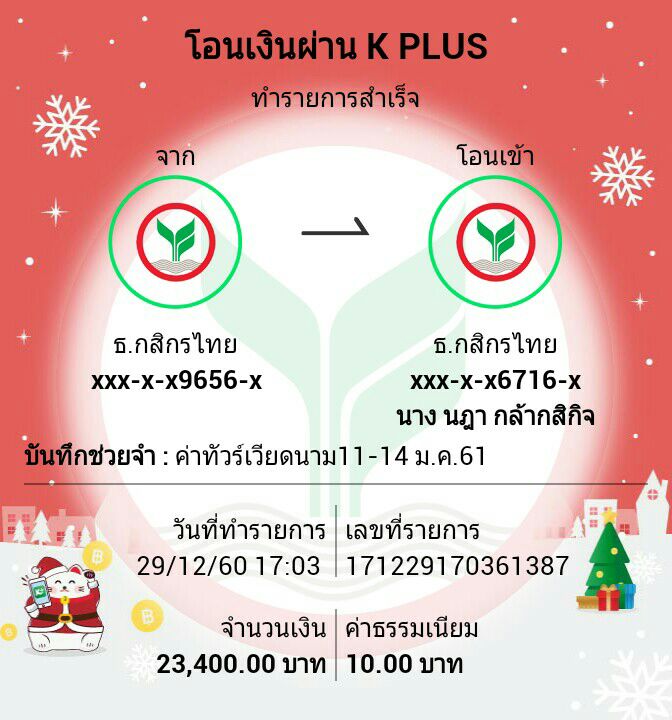 โอนเงินผ่าน K PLUS
ทำรายการสำเร็จ
จาก
โอนเข้า
ธ.กสิกรไทย
xxx-x-x9656-x
ธ.กสิกรไทย
xxx-x-x6716-x
นาง นฎา กล้ากสิกิจ
บันทึกช่วยจำ : ค่าทัวร์เวียดนาม11-14 ม.ค.61
วันที่ทำรายการ
29/12/60 17:03
เลขที่รายการ
171229170361387
จำนวนเงิน
23,400.00 บาท
ค่าธรรมเนียม
10.00 บาท